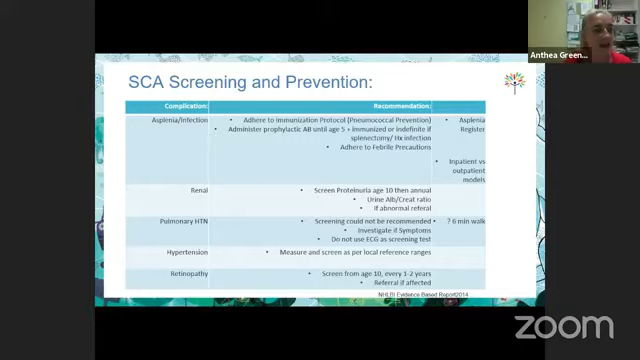 Anthea Green...
SCA Screening and Prevention:
Complication:
Recommendation:
Asplenia/Infection
• Adhere to Immunization Protocol (Pneumococcal Prevention)
• Administer prophylactic AB until age 5 + immunized or indefinite if
splenectomy/ Hx infection
• Adhere to Febrile Precautions
• Asplenia
Register
• Inpatient vs
outpatient
models
Renal
• Screen Proteinuria age 10 then annual
• Urine Alb/Creat ratio
• If abnormal referal
Pulmonary HTN
• Screening could not be recommended
• Investigate if Symptoms
• Do not use ECG as screening test
• ? 6 min walk
Hypertension
• Measure and screen as per local reference ranges
Retinopathy
• Screen from age 10, every 1-2 years
• Referral if affected
NHLBI Evidence Based Report2014
zoom